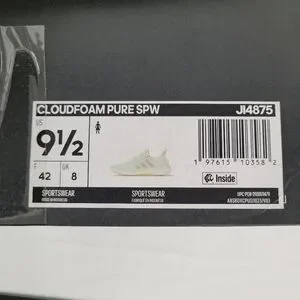 CLOUDFOAM PURE SPW JI4875
US
9½
F UK
42 8
1 97615 10358 2
Inside
SPORTSWEAR SPORTSWEAR